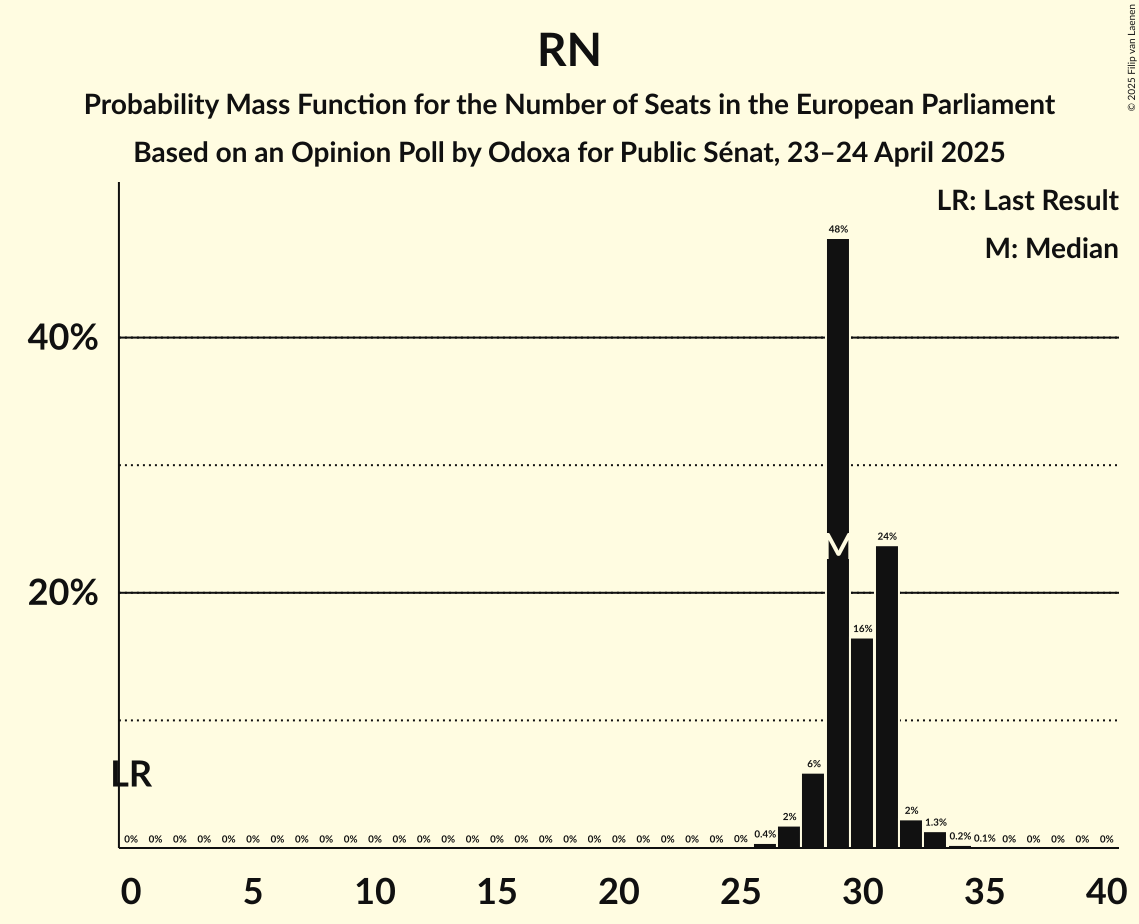 RN
Probability Mass Function for the Number of Seats in the European Parliament
Based on an Opinion Poll by Odoxa for Public Sénat, 23–24 April 2025
© 2025 Filip van Laenen
LR: Last Result
M: Median
48%
40%
M
24%
20%
16%
LR
6%
0% 0% 0% 0% 0% 0% 0% 0% 0% 0% 0% 0% 0% 0% 0% 0% 0% 0% 0% 0% 0% 0% 0% 0% 0% 0% 0.4% 2% 2% 1.3% 0.2% 0.1% 0% 0% 0% 0% 0%
0 5 10 15 20 25 30 35 40